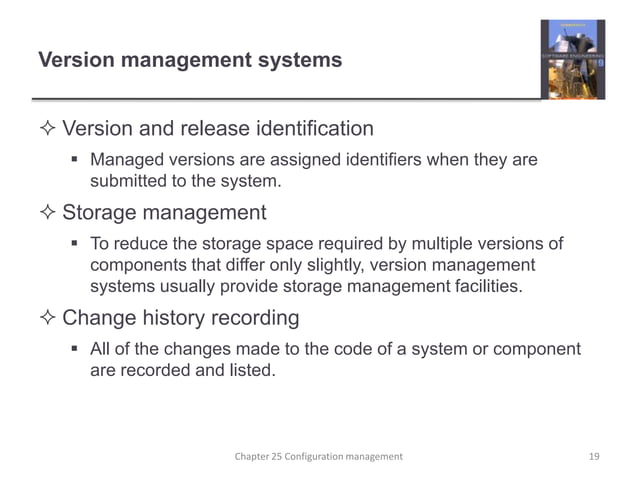 Version management systems
SOFTWARE ENGINEERING
9
✧ Version and release identification
▪ Managed versions are assigned identifiers when they are
submitted to the system.
✧ Storage management
▪ To reduce the storage space required by multiple versions of
components that differ only slightly, version management
systems usually provide storage management facilities.
✧ Change history recording
▪ All of the changes made to the code of a system or component
are recorded and listed.
Chapter 25 Configuration management
19